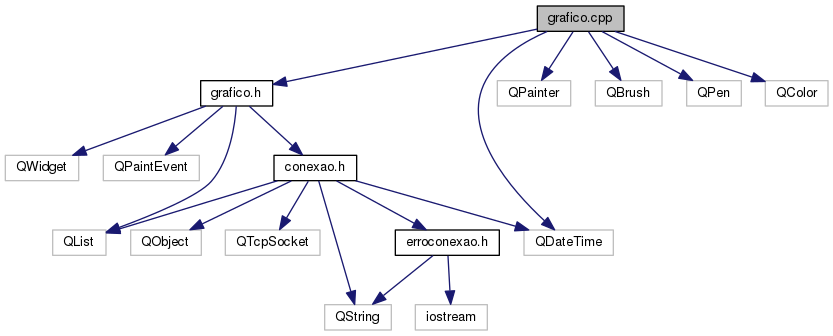 grafico.cpp
grafico.h
QPainter
QBrush
QPen
QColor
QWidget
QPaintEvent
conexao.h
QList
QObject
QTcpSocket
erroconexao.h
QDateTime
QString
iostream